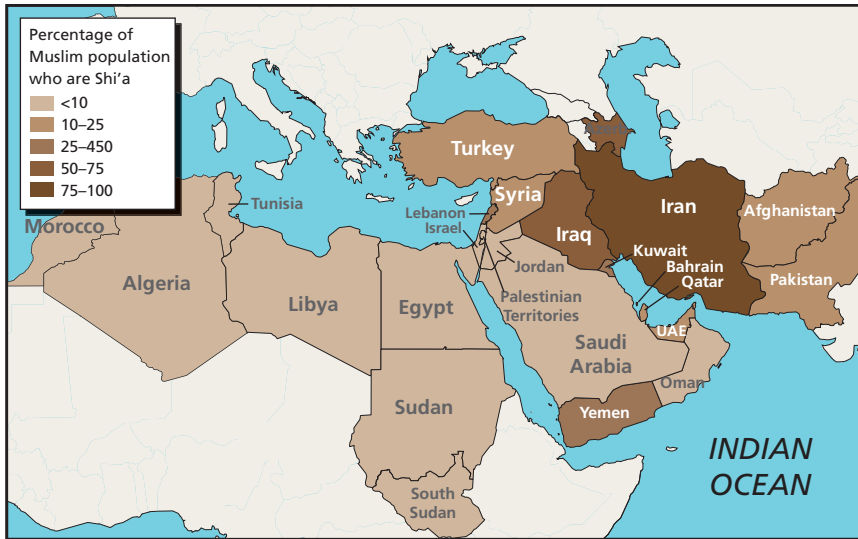 Percentage of
Muslim population
who are Shi'a
<10
10–25
25–450
50–75
75–100
Turkey
Syria
Lebanon
Israel
Iraq
Iran
Afghanistan
Pakistan
Kuwait
Bahrain
Qatar
UAE
Jordan
Palestinian
Territories
Saudi
Arabia
Oman
Yemen
Tunisia
Morocco
Algeria
Libya
Egypt
Sudan
South
Sudan
INDIAN
OCEAN